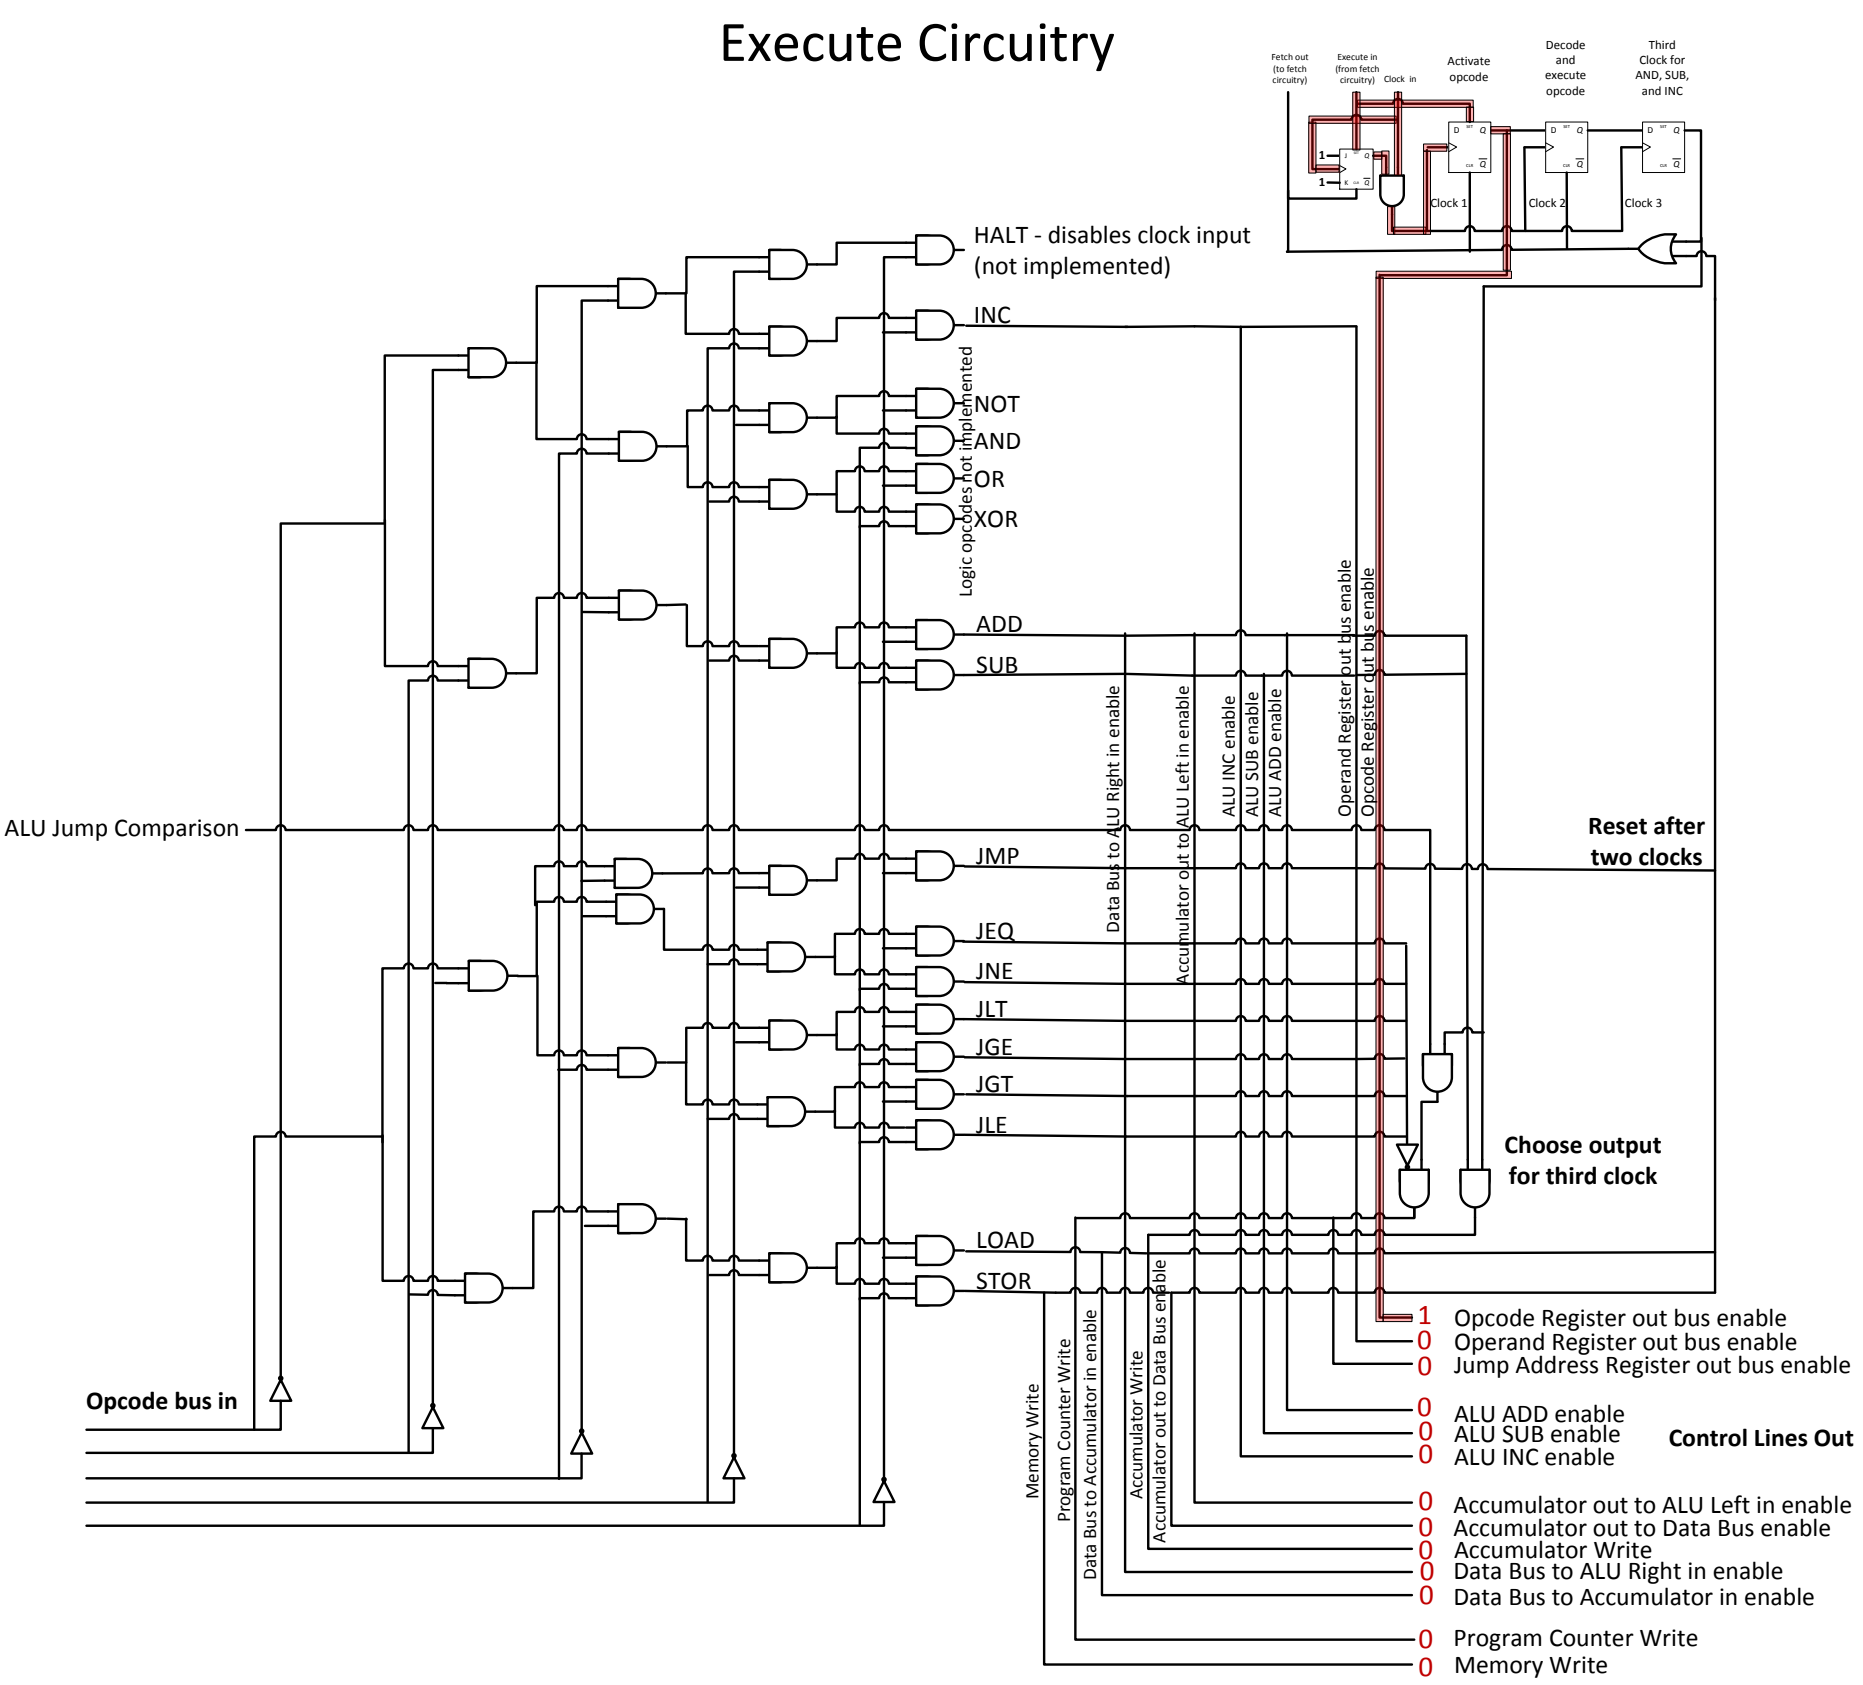 Execute Circuitry
Fetch out
(to fetch
circuitry)
Execute in
(from fetch
circuitry)
Clock in
Activate
opcode
Decode
and
execute
opcode
Third
Clock for
AND, SUB,
and INC
D SET Q
CLR Q
D SET Q
CLR Q
D SET Q
CLR Q
1
J SET Q
1
K CLR Q
Clock 1
Clock 2
Clock 3
HALT - disables clock input
(not implemented)
INC
NOT
AND
OR
XOR
Logic opcodes not implemented
ADD
SUB
Data Bus to ALU Right in enable
Accumulator out to ALU Left in enable
ALU INC enable
ALU SUB enable
ALU ADD enable
Operand Register out bus enable
Opcode Register out bus enable
ALU Jump Comparison
Reset after
two clocks
JMP
JEQ
JNE
JLT
JGE
JGT
JLE
Choose output
for third clock
LOAD
STOR
Memory Write
Program Counter Write
Data Bus to Accumulator in enable
Accumulator Write
Accumulator out to Data Bus enable
Opcode bus in
1 Opcode Register out bus enable
0 Operand Register out bus enable
0 Jump Address Register out bus enable
0 ALU ADD enable
0 ALU SUB enable
0 ALU INC enable
Control Lines Out
0 Accumulator out to ALU Left in enable
0 Accumulator out to Data Bus enable
0 Accumulator Write
0 Data Bus to ALU Right in enable
0 Data Bus to Accumulator in enable
0 Program Counter Write
0 Memory Write